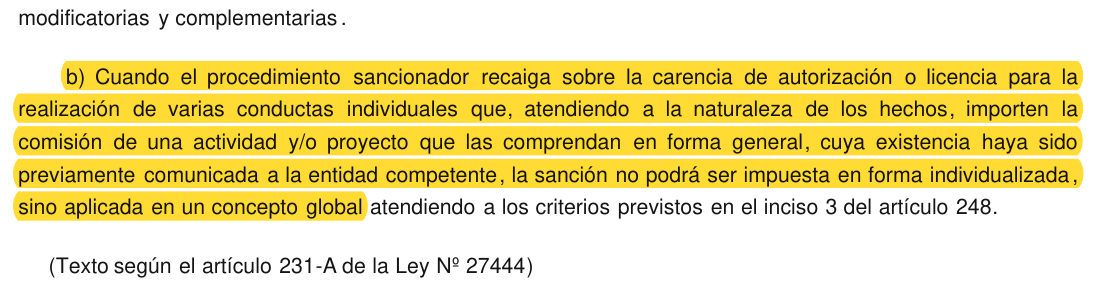 modificatorias y complementarias.
b) Cuando el procedimiento sancionador recaiga sobre la carencia de autorización o licencia para la
realización de varias conductas individuales que, atendiendo a la naturaleza de los hechos, importen la
comisión de una actividad y/o proyecto que las comprendan en forma general, cuya existencia haya sido
previamente comunicada a la entidad competente, la sanción no podrá ser impuesta en forma individualizada,
sino aplicada en un concepto global atendiendo a los criterios previstos en el inciso 3 del artículo 248.
(Texto según el artículo 231-A de la Ley Nº 27444)